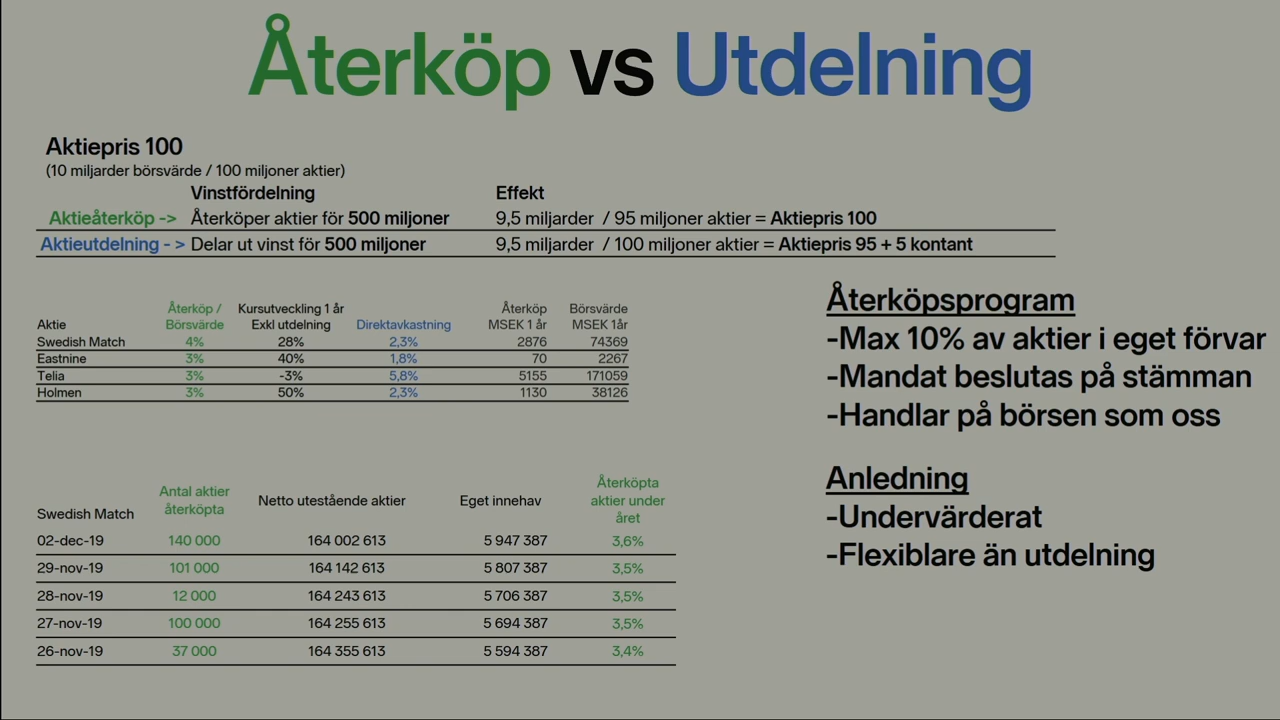 Återköp vs Utdelning
Aktiepris 100
(10 miljarder börsvärde / 100 miljoner aktier)
Vinstfördelning Effekt
Aktieåterköp -> Återköper aktier för 500 miljoner 9,5 miljarder / 95 miljoner aktier = Aktiepris 100
Aktieutdelning - > Delar ut vinst för 500 miljoner 9,5 miljarder / 100 miljoner aktier = Aktiepris 95 + 5 kontant
Återköp / Kursutveckling 1 år Återköp Börsvärde
Aktie Börsvärde Exkl utdelning Direktavkastning MSEK 1 år MSEK 1år
Swedish Match 4% 28% 2,3% 2876 74369
Eastnine 3% 40% 1,8% 70 2267
Telia 3% -3% 5,8% 5155 171059
Holmen 3% 50% 2,3% 1130 38126
Återköpsprogram
-Max 10% av aktier i eget förvar
-Mandat beslutas på stämman
-Handlar på börsen som oss
Anledning
-Undervärderat
-Flexiblare än utdelning
Återköpta
Antal aktier Netto utestående aktier Eget innehav aktier under
Swedish Match återköpta året
02-dec-19 140 000 164 002 613 5 947 387 3,6%
29-nov-19 101 000 164 142 613 5 807 387 3,5%
28-nov-19 12 000 164 243 613 5 706 387 3,5%
27-nov-19 100 000 164 255 613 5 694 387 3,5%
26-nov-19 37 000 164 355 613 5 594 387 3,4%